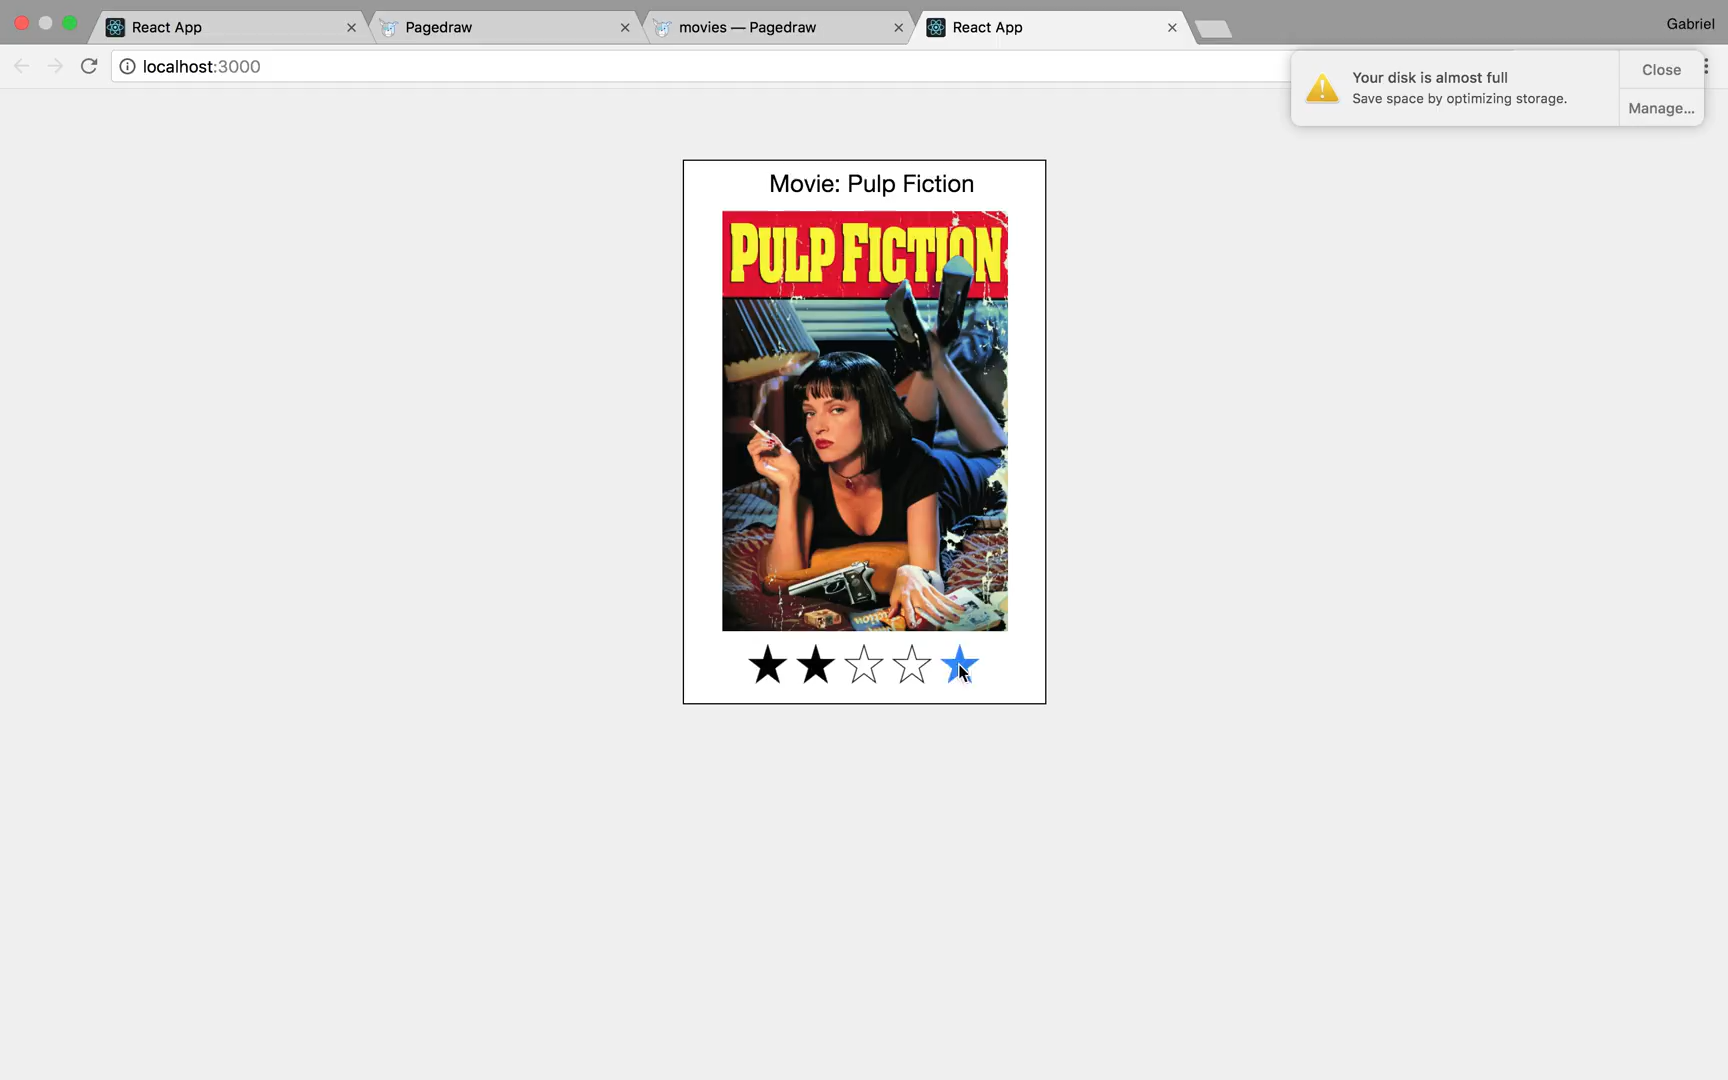 React App
Pagedraw
movies — Pagedraw
React App
Gabriel
localhost:3000
Your disk is almost full
Save space by optimizing storage.
Close
Manage...
Movie: Pulp Fiction
PULP FICTION